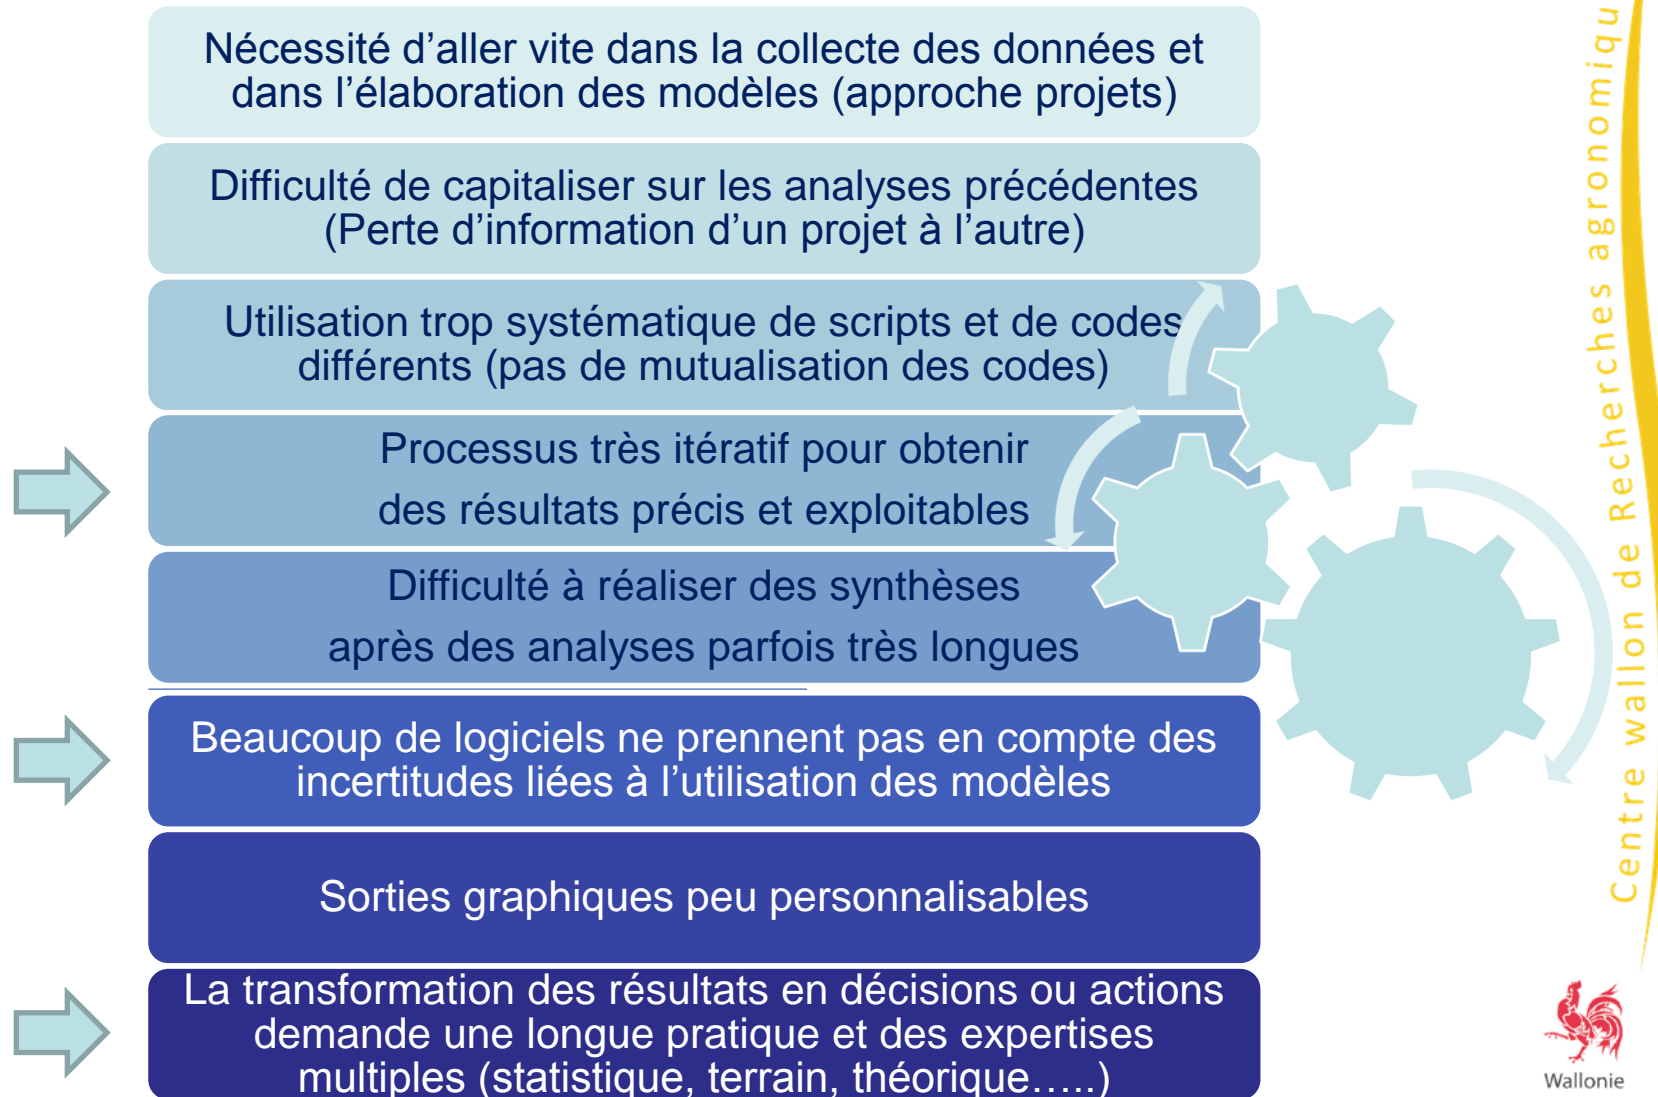 Nécessité d’aller vite dans la collecte des données et
dans l’élaboration des modèles (approche projets)
Difficulté de capitaliser sur les analyses précédentes
(Perte d’information d’un projet à l’autre)
Utilisation trop systématique de scripts et de codes
différents (pas de mutualisation des codes)
Processus très itératif pour obtenir
des résultats précis et exploitables
Difficulté à réaliser des synthèses
après des analyses parfois très longues
Beaucoup de logiciels ne prennent pas en compte des
incertitudes liées à l’utilisation des modèles
Sorties graphiques peu personnalisables
La transformation des résultats en décisions ou actions
demande une longue pratique et des expertises
multiples (statistique, terrain, théorique…..)
Centre wallon de Recherches agronomiqu
Wallonie